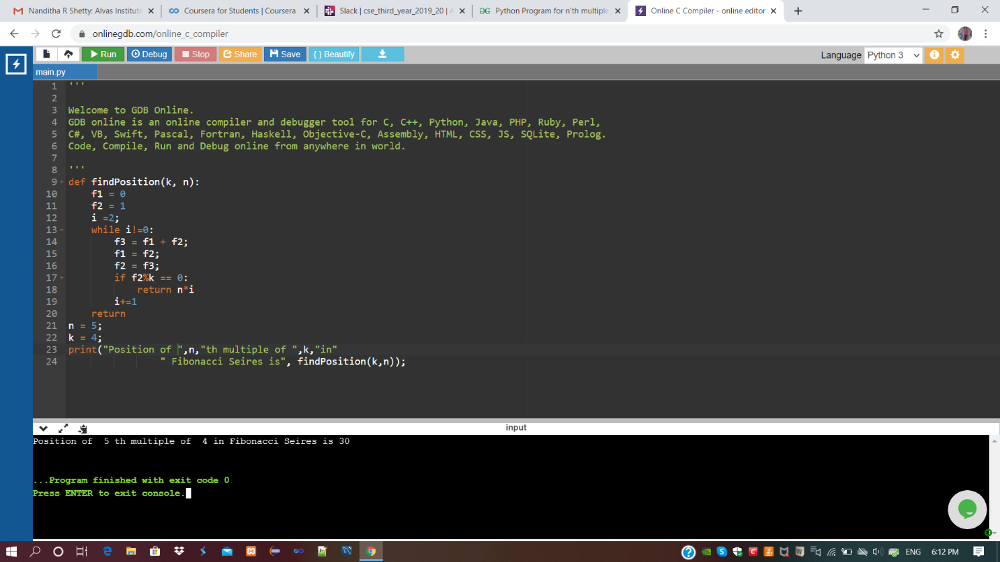 Nanditha R Shetty: Alvas Institute
Coursera for Students | Coursera
Slack | cse_third_year_2019_20 | A
Python Program for n'th multiple
Online C Compiler - online editor
onlinegdb.com/online_c_compiler
Run Debug Stop Share Save { } Beautify
Language Python 3
main.py
1 '''
2
3 Welcome to GDB Online.
4 GDB online is an online compiler and debugger tool for C, C++, Python, Java, PHP, Ruby, Perl,
5 C#, VB, Swift, Pascal, Fortran, Haskell, Objective-C, Assembly, HTML, CSS, JS, SQLite, Prolog.
6 Code, Compile, Run and Debug online from anywhere in world.
7
8 '''
9 def findPosition(k, n):
10     f1 = 0
11     f2 = 1
12     i =2;
13     while i!=0:
14         f3 = f1 + f2;
15         f1 = f2;
16         f2 = f3;
17         if f2%k == 0:
18             return n*i
19         i+=1
20     return
21 n = 5;
22 k = 4;
23 print("Position of ",n,"th multiple of ",k,"in"
24                 " Fibonacci Seires is", findPosition(k,n));
input
Position of  5 th multiple of  4 in Fibonacci Seires is 30
...Program finished with exit code 0
Press ENTER to exit console.
ENG 6:12 PM